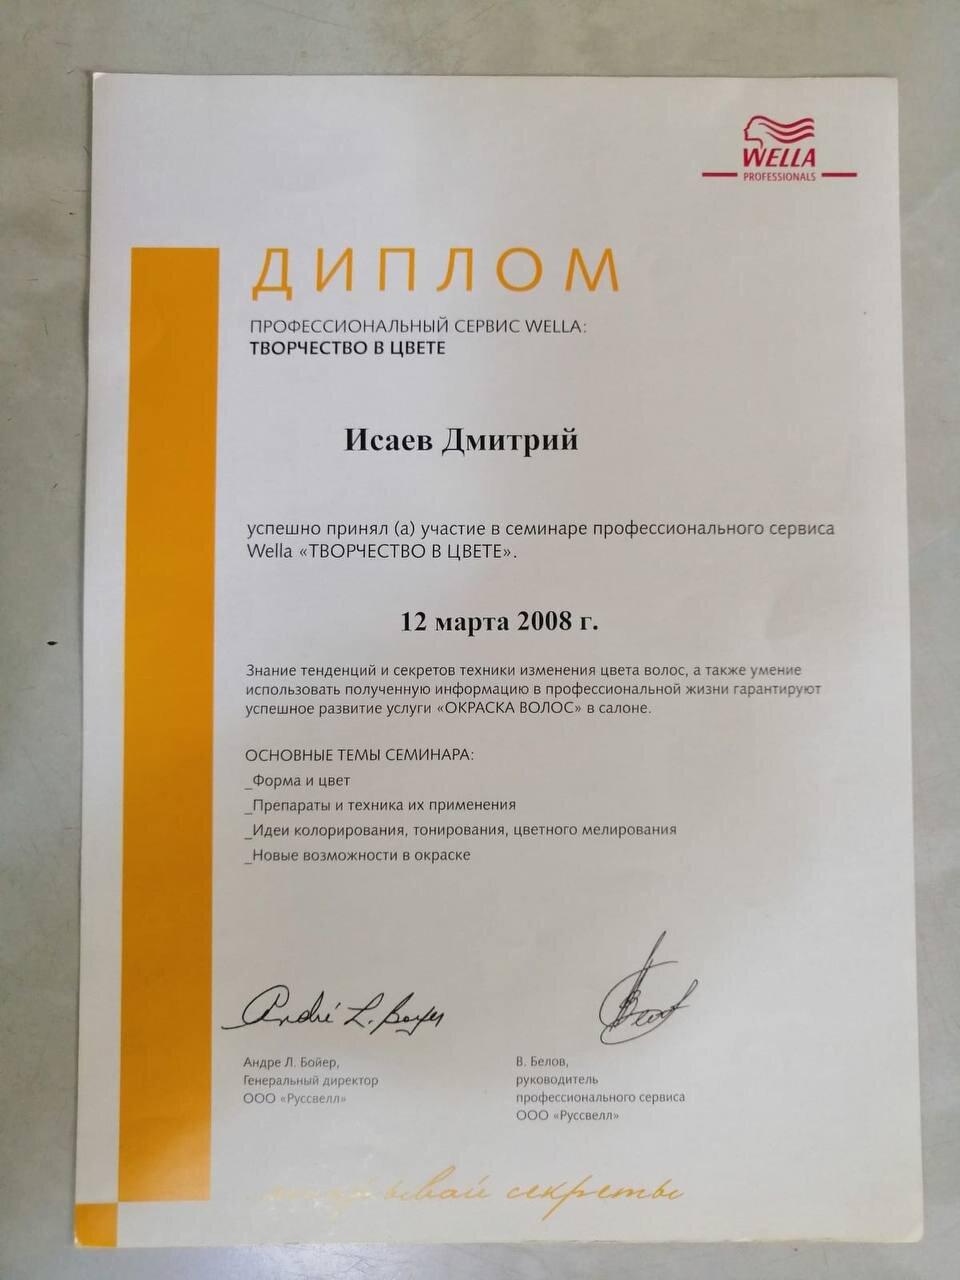 WELLA
PROFESSIONALS
ДИПЛОМ
ПРОФЕССИОНАЛЬНЫЙ СЕРВИС WELLA:
ТВОРЧЕСТВО В ЦВЕТЕ
Исаев Дмитрий
успешно принял (а) участие в семинаре профессионального сервиса
Wella «ТВОРЧЕСТВО В ЦВЕТЕ».
12 марта 2008 г.
Знание тенденций и секретов техники изменения цвета волос, а также умение
использовать полученную информацию в профессиональной жизни гарантируют
успешное развитие услуги «ОКРАСКА ВОЛОС» в салоне.
ОСНОВНЫЕ ТЕМЫ СЕМИНАРА:
_Форма и цвет
_Препараты и техника их применения
_Идеи колорирования, тонирования, цветного мелирования
_Новые возможности в окраске
André L. Boyer
Андре Л. Бойер,
Генеральный директор
ООО «Руссвелл»
В. Белов,
руководитель
профессионального сервиса
ООО «Руссвелл»
секреты